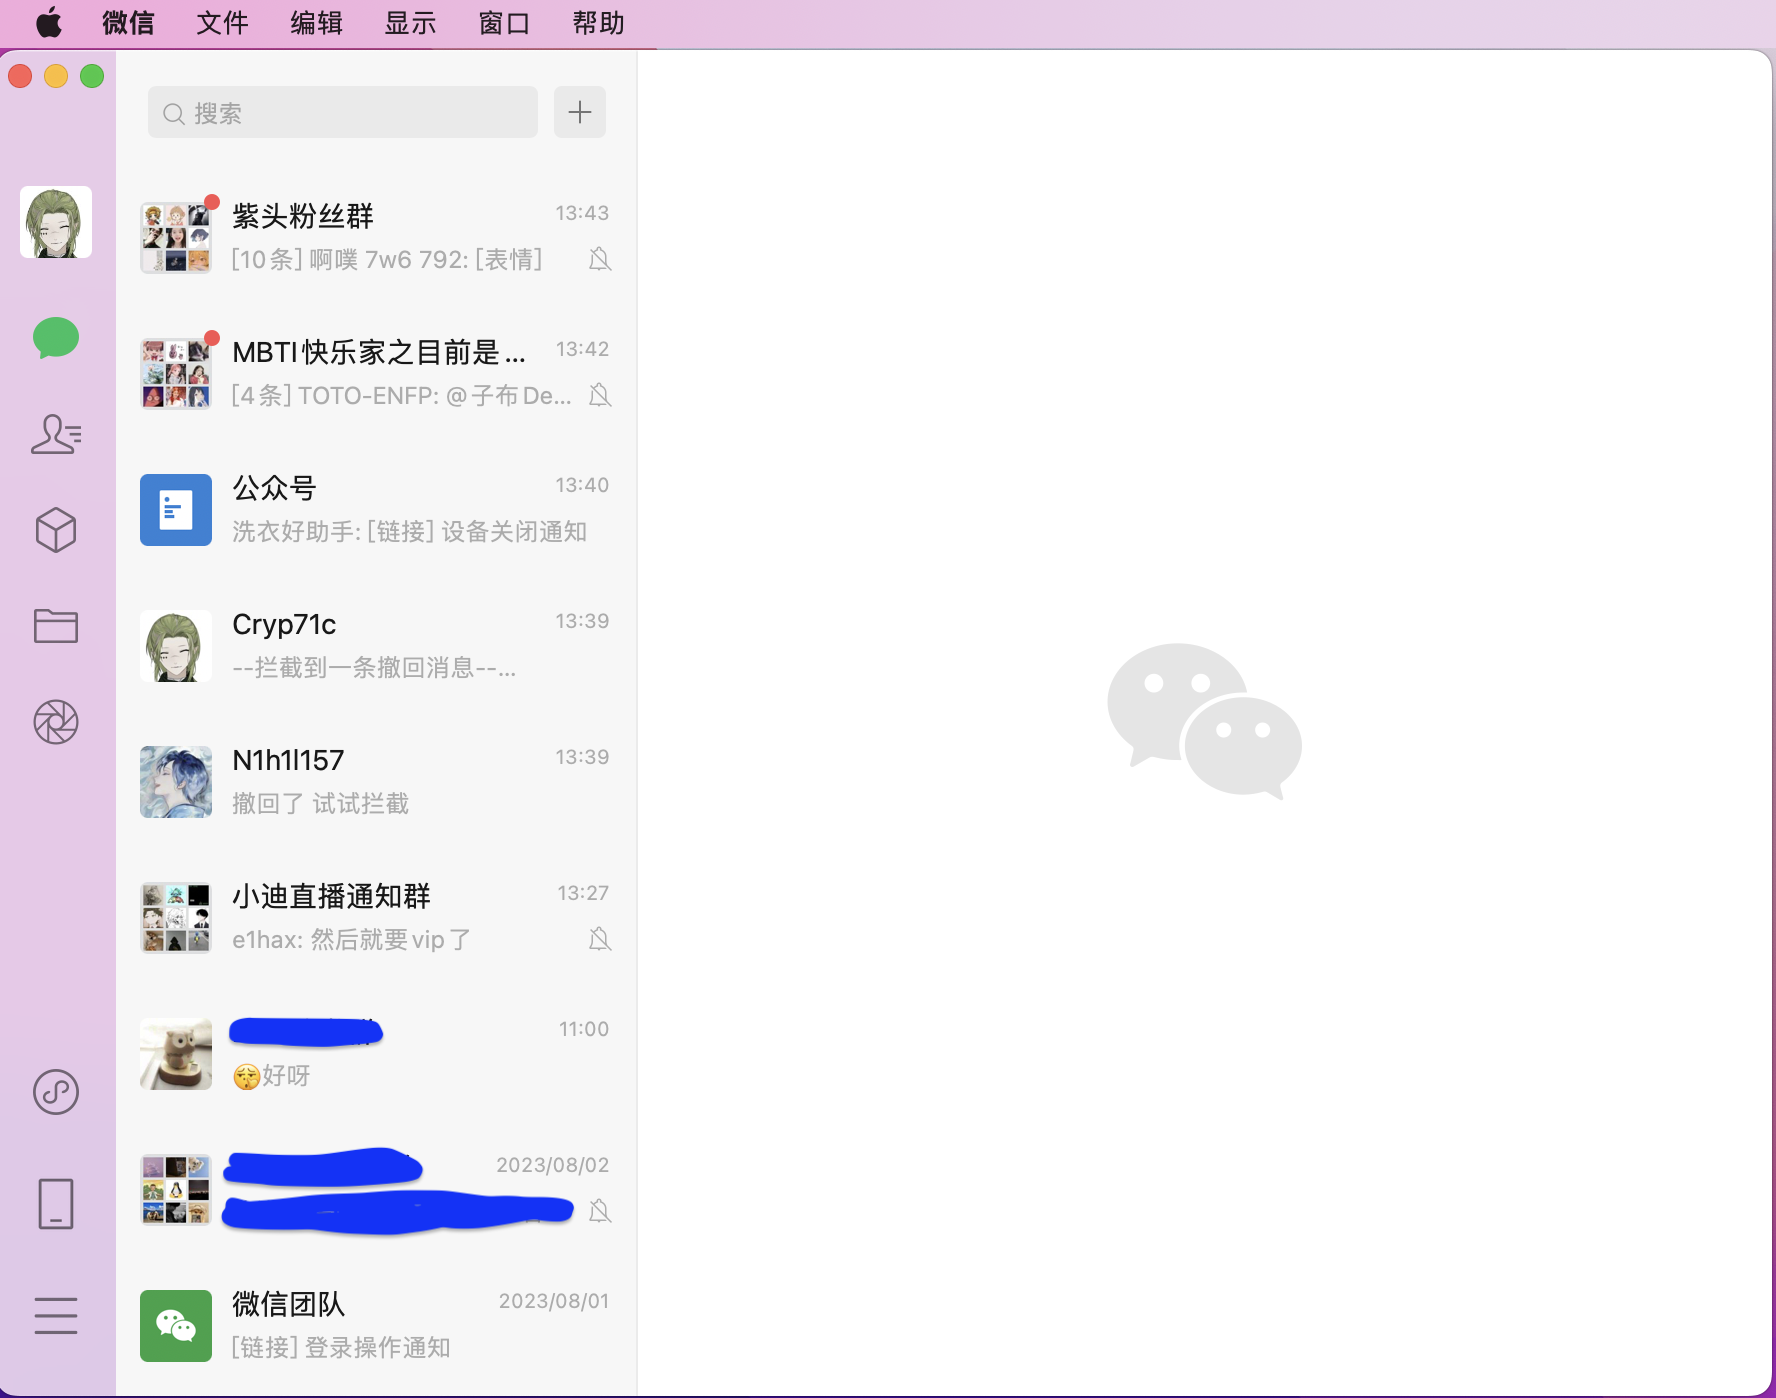 微信 文件 编辑 显示 窗口 帮助
搜索
紫头粉丝群 13:43
[10条] 啊噗 7w6 792: [表情]
MBTI快乐家之目前是... 13:42
[4条] TOTO-ENFP: @子布De...
公众号 13:40
洗衣好助手: [链接] 设备关闭通知
Cryp71c 13:39
--拦截到一条撤回消息--...
N1h1l157 13:39
撤回了 试试拦截
小迪直播通知群 13:27
e1hax: 然后就要vip了
11:00
好呀
2023/08/02
微信团队 2023/08/01
[链接] 登录操作通知